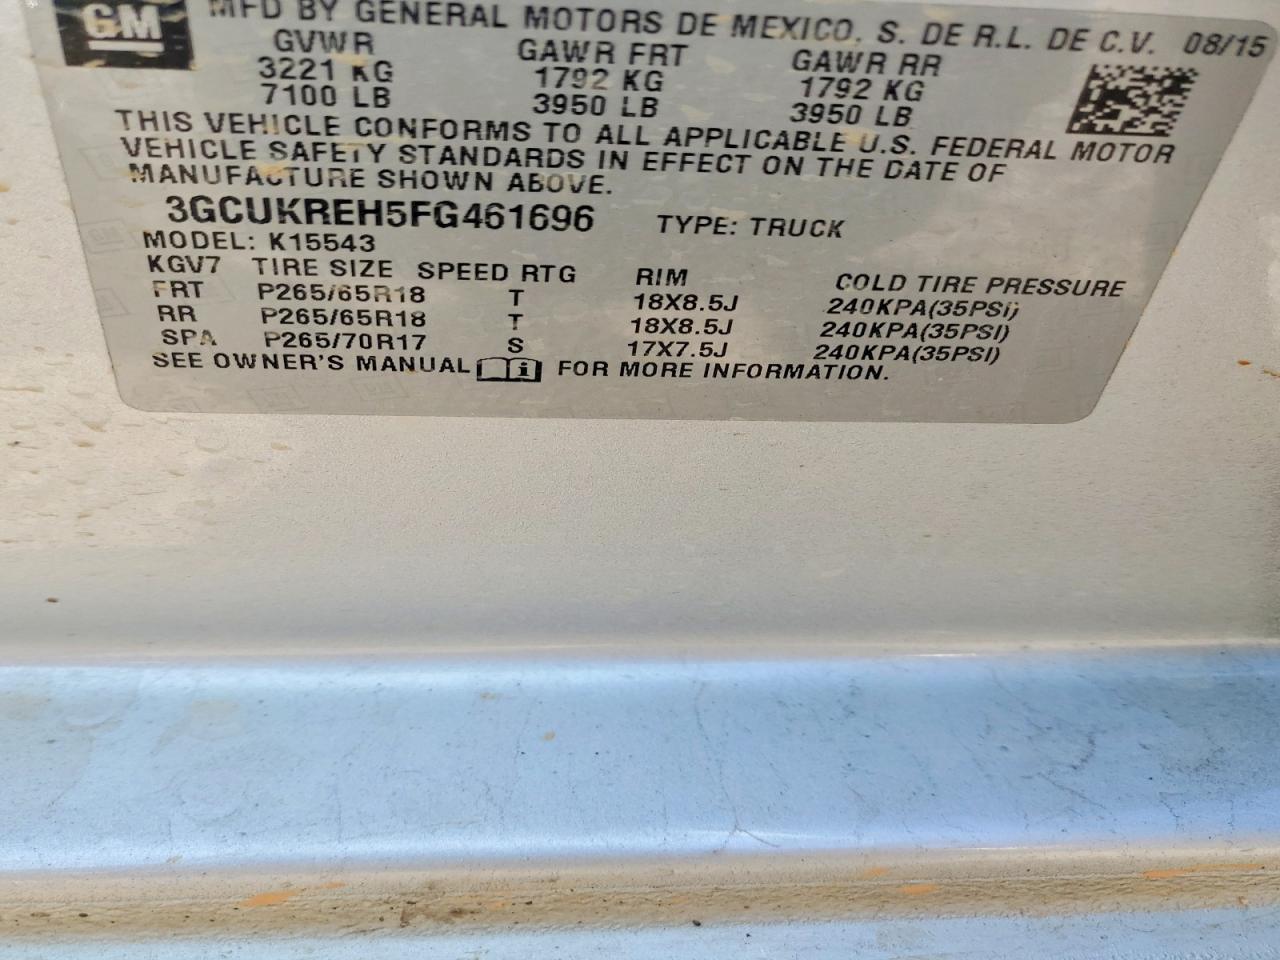 GM
MFD BY GENERAL MOTORS DE MEXICO, S. DE R.L. DE C.V. 08/15
GVWR GAWR FRT GAWR RR
3221 KG 1792 KG 1792 KG
7100 LB 3950 LB 3950 LB
THIS VEHICLE CONFORMS TO ALL APPLICABLE U.S. FEDERAL MOTOR
VEHICLE SAFETY STANDARDS IN EFFECT ON THE DATE OF
MANUFACTURE SHOWN ABOVE.
3GCUKREH5FG461696 TYPE: TRUCK
MODEL: K15543
KGV7 TIRE SIZE SPEED RTG RIM COLD TIRE PRESSURE
FRT P265/65R18 T 18X8.5J 240KPA(35PSI)
RR P265/65R18 T 18X8.5J 240KPA(35PSI)
SPA P265/70R17 S 17X7.5J 240KPA(35PSI)
SEE OWNER'S MANUAL i FOR MORE INFORMATION.